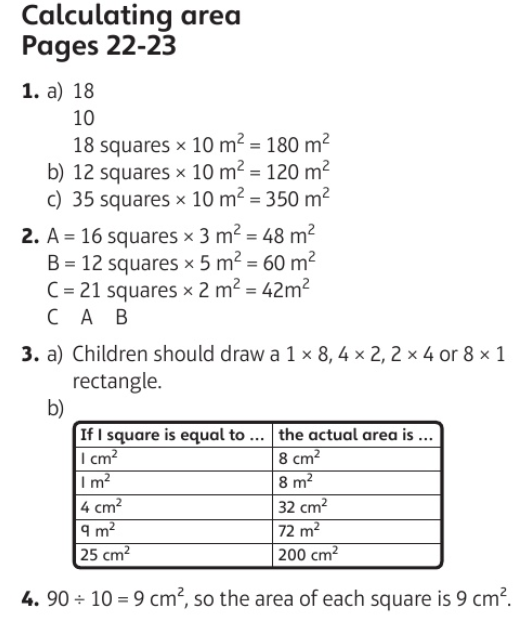 Calculating area
Pages 22-23
1. a) 18
10
18 squares × 10 m² = 180 m²
b) 12 squares × 10 m² = 120 m²
c) 35 squares × 10 m² = 350 m²
2. A = 16 squares × 3 m² = 48 m²
B = 12 squares × 5 m² = 60 m²
C = 21 squares × 2 m² = 42m²
C A B
3. a) Children should draw a 1 × 8, 4 × 2, 2 × 4 or 8 × 1
rectangle.
b)
If 1 square is equal to ... the actual area is ...
1 cm² 8 cm²
1 m² 8 m²
4 cm² 32 cm²
9 m² 72 m²
25 cm² 200 cm²
4. 90 ÷ 10 = 9 cm², so the area of each square is 9 cm².